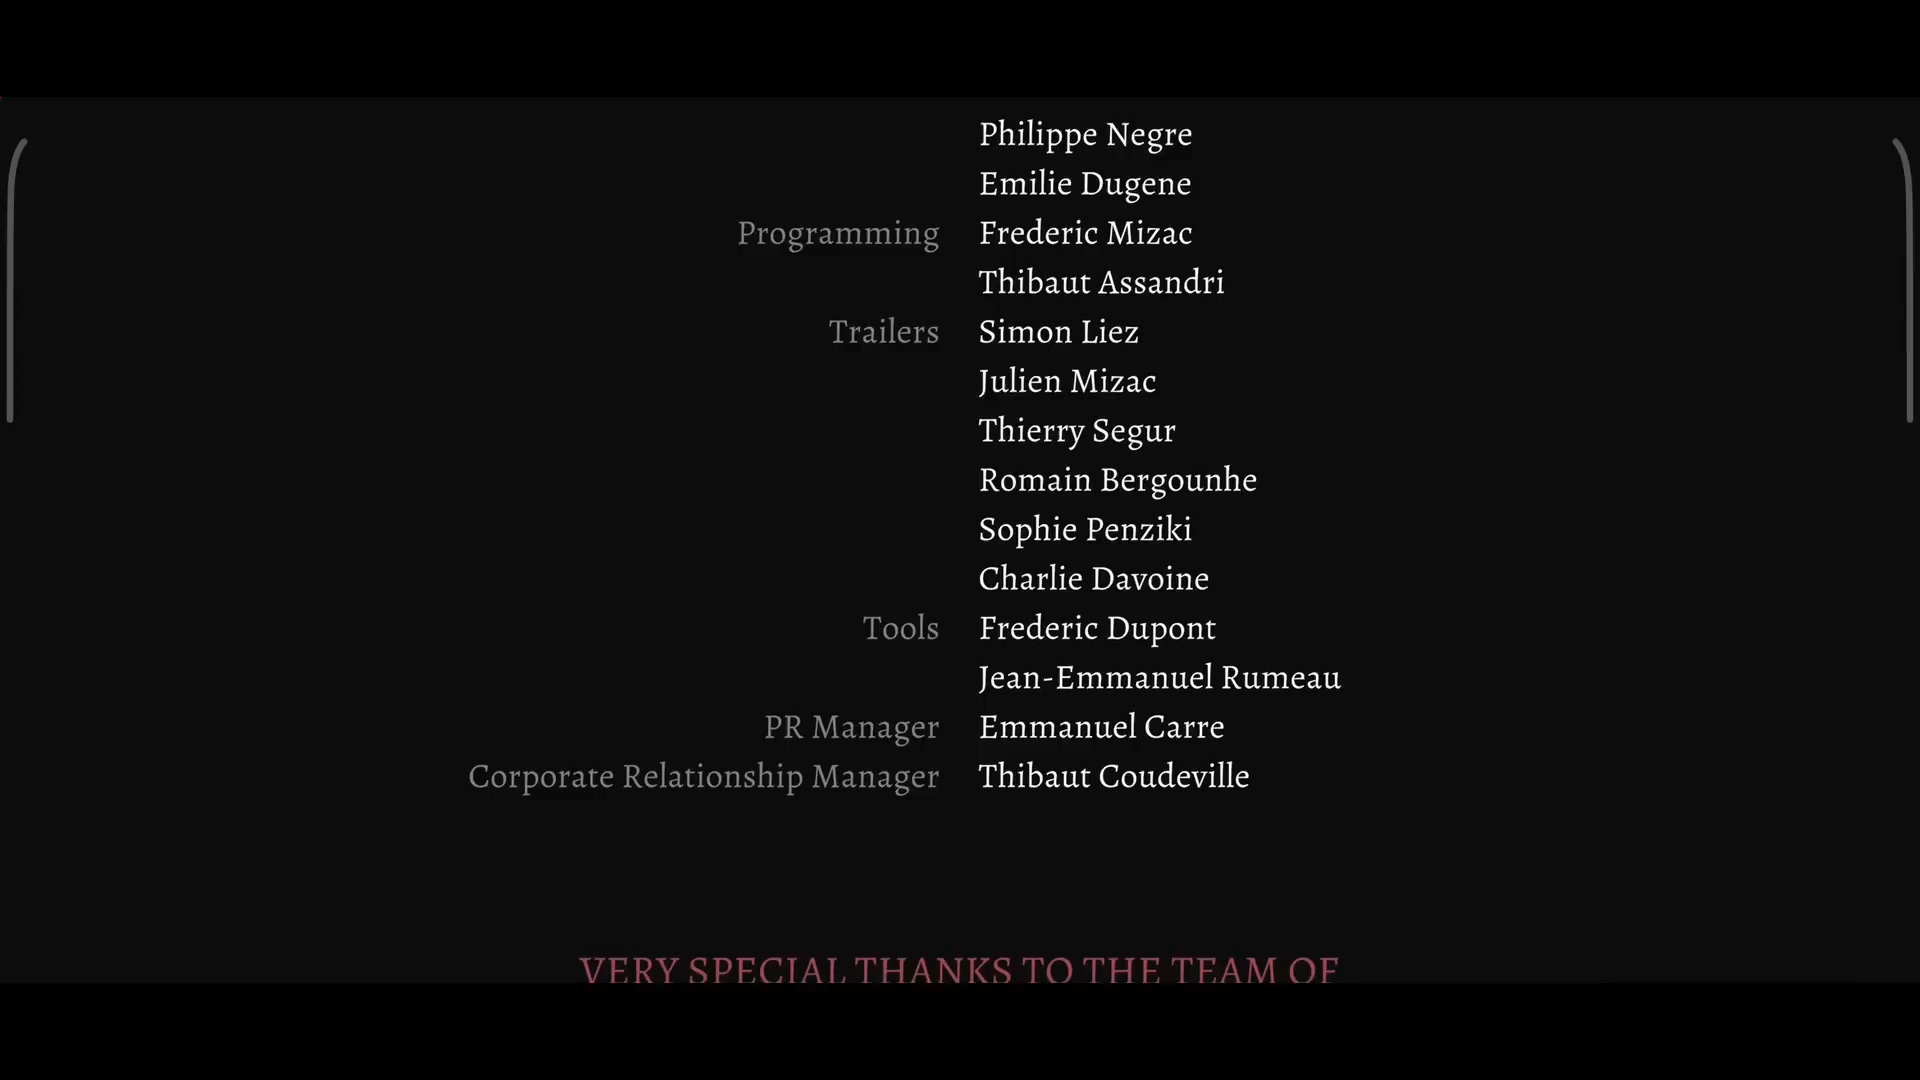 Philippe Negre
Emilie Dugene
Programming Frederic Mizac
Thibaut Assandri
Trailers Simon Liez
Julien Mizac
Thierry Segur
Romain Bergounhe
Sophie Penziki
Charlie Davoine
Tools Frederic Dupont
Jean-Emmanuel Rumeau
PR Manager Emmanuel Carre
Corporate Relationship Manager Thibaut Coudeville
VERY SPECIAL THANKS TO THE TEAM OF